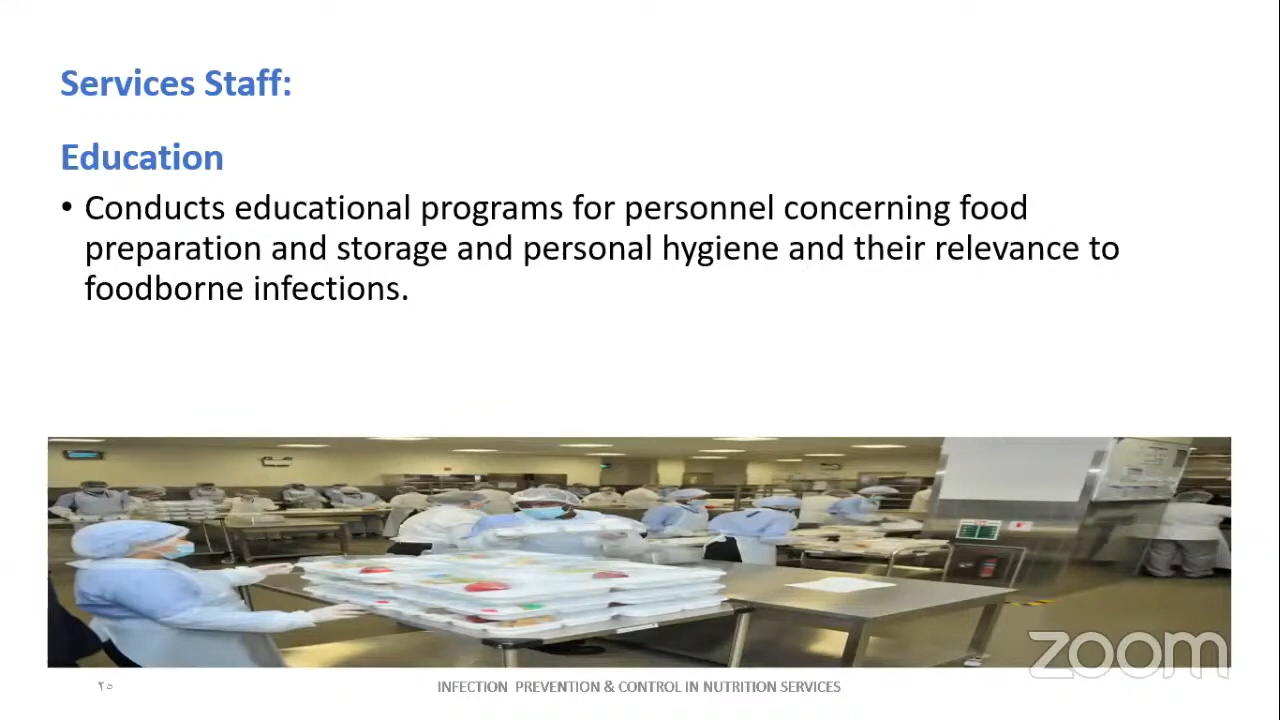 Services Staff:
Education
• Conducts educational programs for personnel concerning food
preparation and storage and personal hygiene and their relevance to
foodborne infections.
zoom
٢٥
INFECTION PREVENTION & CONTROL IN NUTRITION SERVICES